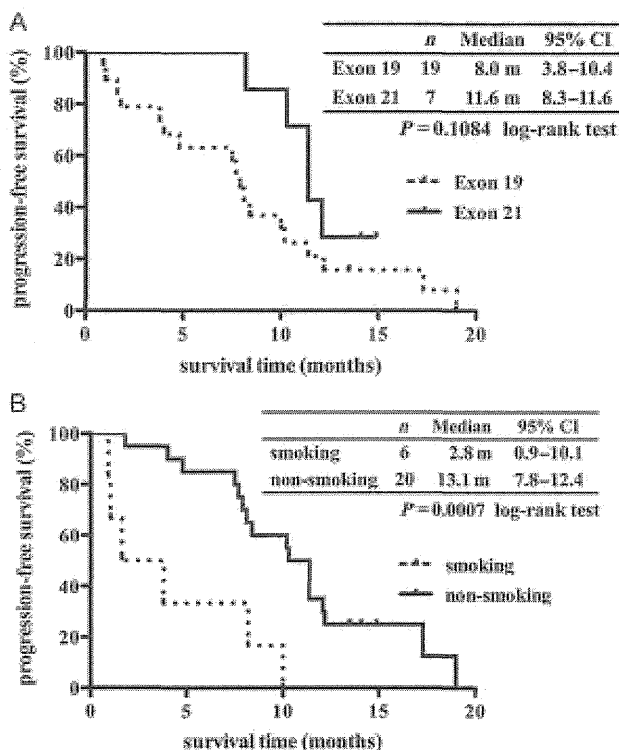 A
n Median 95% CI
Exon 19 19 8.0 m 3.8–10.4
Exon 21 7 11.6 m 8.3–11.6
P = 0.1084 log-rank test
Exon 19
Exon 21
progression-free survival (%)
100
80
60
40
20
0
0 5 10 15 20
survival time (months)
B
n Median 95% CI
smoking 6 2.8 m 0.9–10.1
non-smoking 20 13.1 m 7.8–12.4
P = 0.0007 log-rank test
smoking
non-smoking
progression-free survival (%)
100
80
60
40
20
0
0 5 10 15 20
survival time (months)